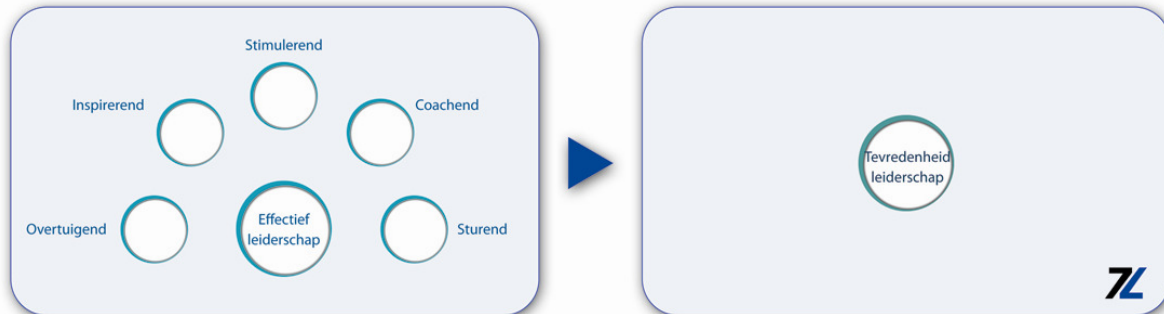 Stimulerend
Inspirerend
Coachend
Overtuigend
Effectief
leiderschap
Sturend
Tevredenheid
leiderschap